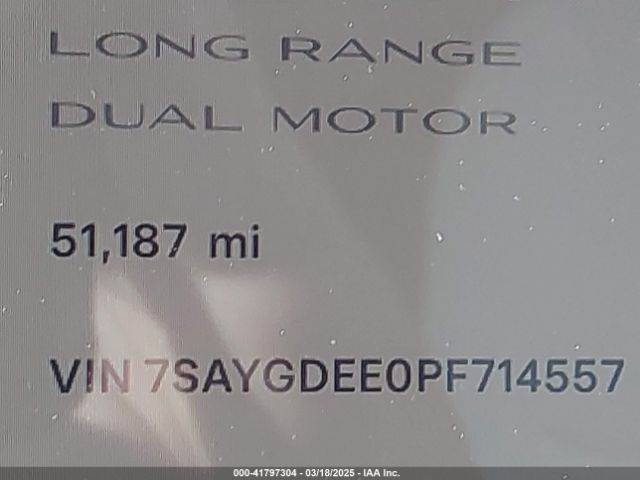 LONG RANGE
DUAL MOTOR
51,187 mi
VIN 7SAYGDEE0PF714557
000-41797304 - 03/18/2025 - IAA Inc.